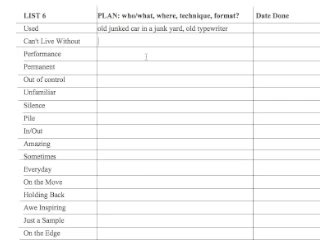 LIST 6 PLAN: who/what, where, technique, format? Date Done
Used old junked car in a junk yard, old typewriter
Can't Live Without
Performance
Permanent
Out of control
Unfamiliar
Silence
Pile
In/Out
Amazing
Sometimes
Everyday
On the Move
Holding Back
Awe Inspiring
Just a Sample
On the Edge